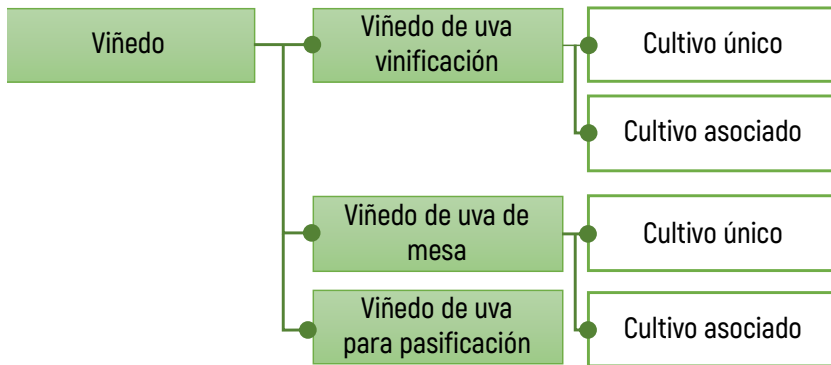 Viñedo
Viñedo de uva
vinificación
Cultivo único
Cultivo asociado
Viñedo de uva de
mesa
Cultivo único
Viñedo de uva
para pasificación
Cultivo asociado